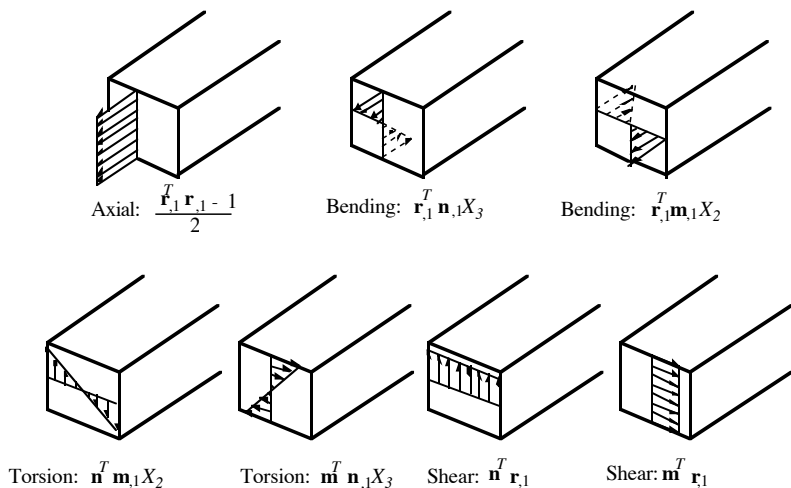 Axial: (r,1^T r,1 - 1)/2
Bending: r,1^T n,1X3
Bending: r,1^T m,1X2
Torsion: n^T m,1X2
Torsion: m^T n,1X3
Shear: n^T r,1
Shear: m^T r,1